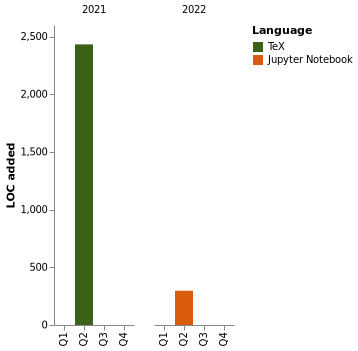 2021 2022
Language
TeX
Jupyter Notebook
LOC added
2,500
2,000
1,500
1,000
500
0
Q1 Q2 Q3 Q4 Q1 Q2 Q3 Q4